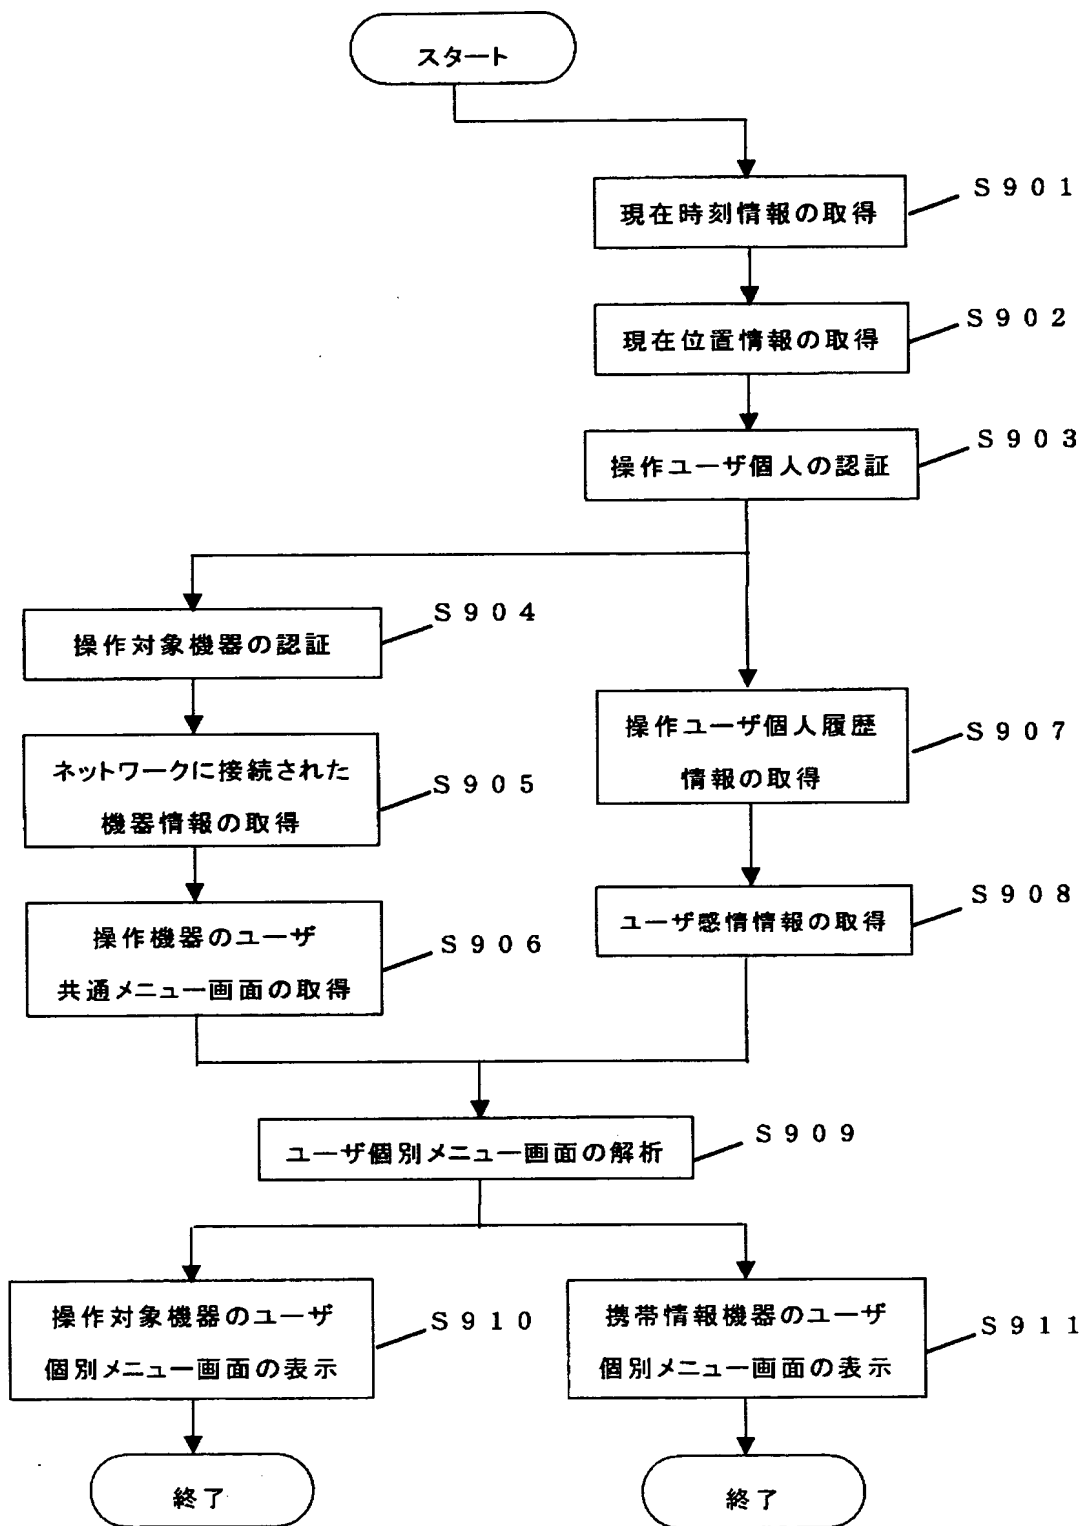 スタート
現在時刻情報の取得
S901
現在位置情報の取得
S902
操作ユーザ個人の認証
S903
操作対象機器の認証
S904
ネットワークに接続された
機器情報の取得
S905
操作機器のユーザ
共通メニュー画面の取得
S906
操作ユーザ個人履歴
情報の取得
S907
ユーザ感情情報の取得
S908
ユーザ個別メニュー画面の解析
S909
操作対象機器のユーザ
個別メニュー画面の表示
S910
携帯情報機器のユーザ
個別メニュー画面の表示
S911
終了
終了